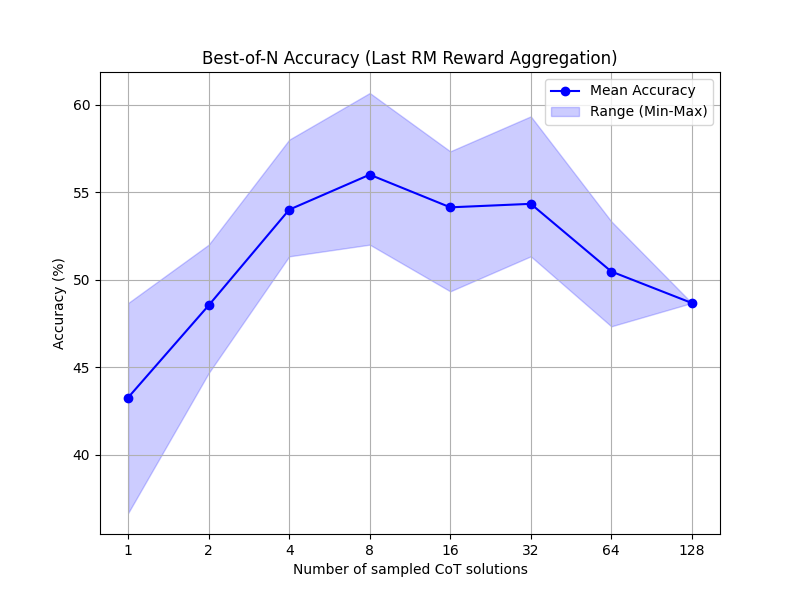 Best-of-N Accuracy (Last RM Reward Aggregation)
Mean Accuracy
Range (Min-Max)
Accuracy (%)
60
55
50
45
40
1 2 4 8 16 32 64 128
Number of sampled CoT solutions